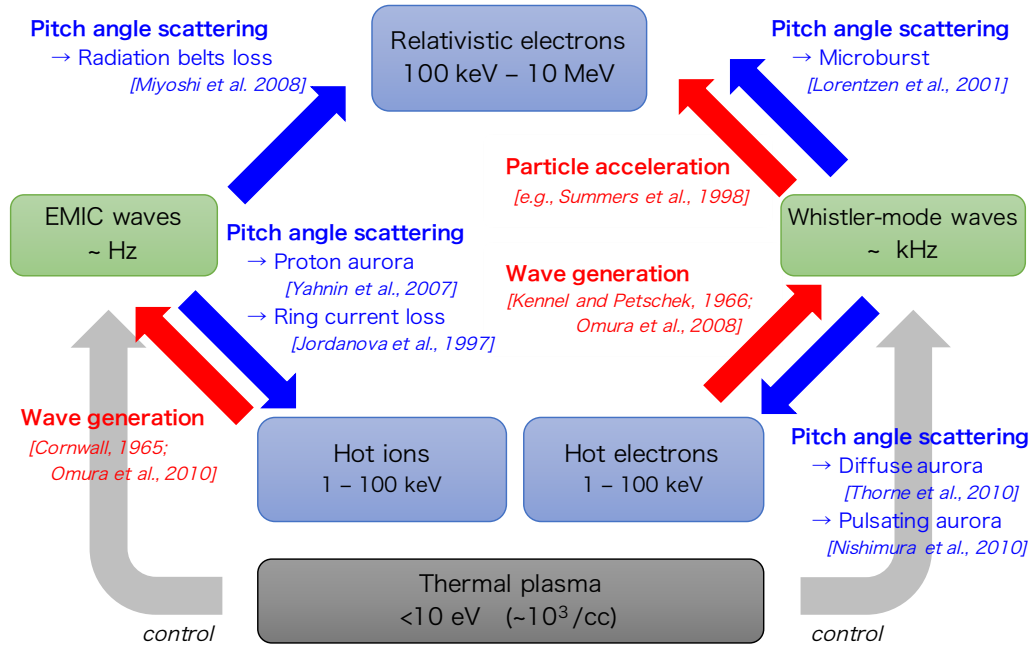 Pitch angle scattering
→ Radiation belts loss
[Miyoshi et al. 2008]
Relativistic electrons
100 keV – 10 MeV
Pitch angle scattering
→ Microburst
[Lorentzen et al., 2001]
Particle acceleration
[e.g., Summers et al., 1998]
EMIC waves
~ Hz
Whistler-mode waves
~ kHz
Pitch angle scattering
→ Proton aurora
[Yahnin et al., 2007]
→ Ring current loss
[Jordanova et al., 1997]
Wave generation
[Kennel and Petschek, 1966;
Omura et al., 2008]
Wave generation
[Cornwall, 1965;
Omura et al., 2010]
Hot ions
1 – 100 keV
Hot electrons
1 – 100 keV
Pitch angle scattering
→ Diffuse aurora
[Thorne et al., 2010]
→ Pulsating aurora
[Nishimura et al., 2010]
Thermal plasma
<10 eV (~10³/cc)
control
control